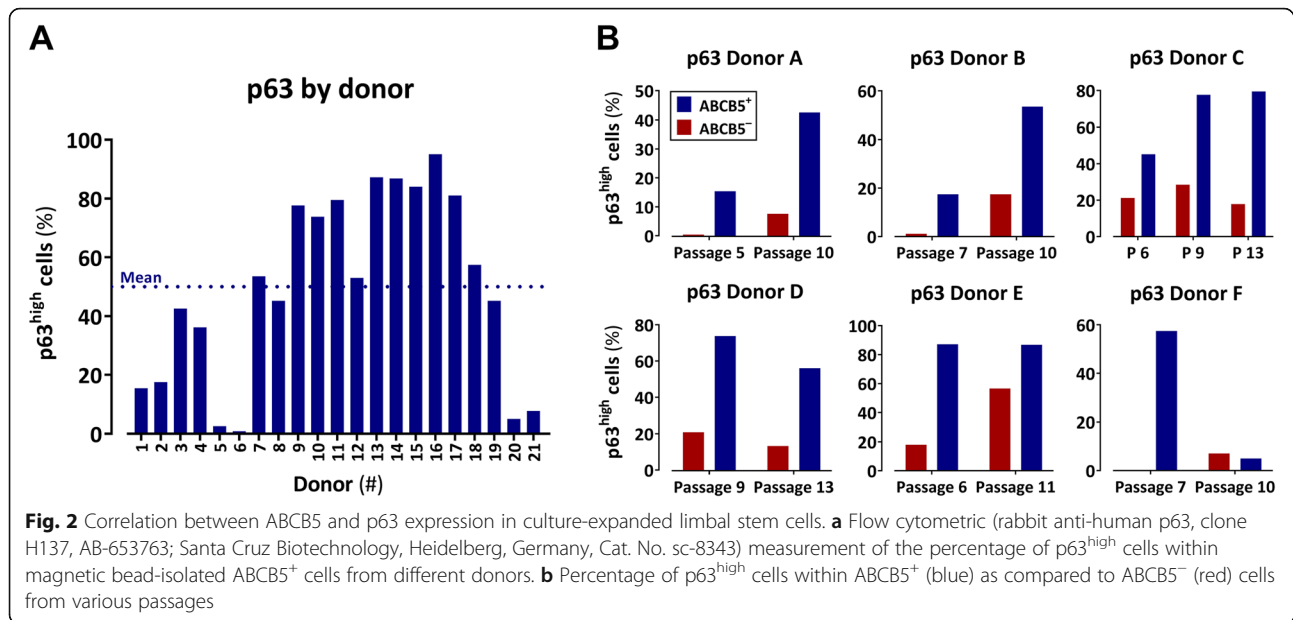 A
p63 by donor
p63high cells (%)
100
80
60
40
20
0
Mean
1 2 3 4 5 6 7 8 9 10 11 12 13 14 15 16 17 18 19 20 21
Donor (#)
B
p63 Donor A
p63high cells (%)
50
40
30
20
10
0
ABCB5+
ABCB5−
Passage 5 Passage 10
p63 Donor B
60
40
20
0
Passage 7 Passage 10
p63 Donor C
100
80
60
40
20
0
P 6 P 9 P 13
p63 Donor D
p63high cells (%)
80
60
40
20
0
Passage 9 Passage 13
p63 Donor E
100
80
60
40
20
0
Passage 6 Passage 11
p63 Donor F
60
40
20
0
Passage 7 Passage 10
Fig. 2 Correlation between ABCB5 and p63 expression in culture-expanded limbal stem cells. a Flow cytometric (rabbit anti-human p63, clone
H137, AB-653763; Santa Cruz Biotechnology, Heidelberg, Germany, Cat. No. sc-8343) measurement of the percentage of p63high cells within
magnetic bead-isolated ABCB5+ cells from different donors. b Percentage of p63high cells within ABCB5+ (blue) as compared to ABCB5− (red) cells
from various passages